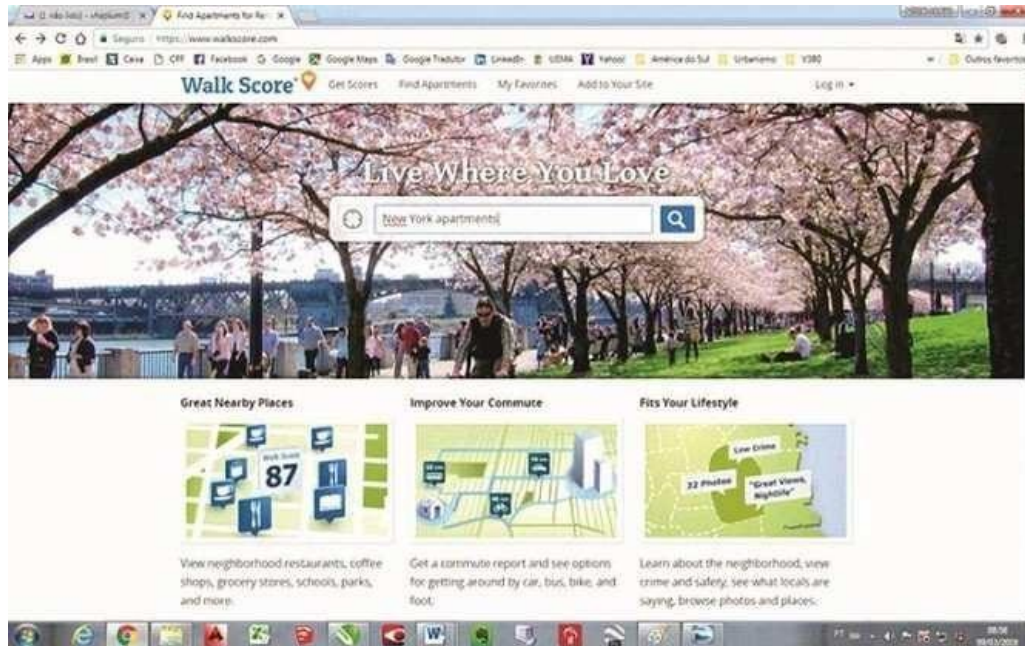 Find Apartments for Re
Seguro
https://www.walkscore.com
Apps
Brasil
Caixa
CPF
Facebook
Google
Google Maps
Google Tradutor
LinkedIn
UEMA
Yahoo!
América do Sul
Urbanismo
Outros favoritos
Walk Score
Get Scores
Find Apartments
My Favorites
Add to Your Site
Log in
Live Where You Love
New York apartments
Great Nearby Places
Improve Your Commute
Fits Your Lifestyle
Walk Score
87
Low Crime
22 Photos
"Great Views,
Nightlife"
View neighborhood restaurants, coffee
shops, grocery stores, schools, parks,
and more.
Get a commute report and see options
for getting around by car, bus, bike, and
foot.
Learn about the neighborhood, view
crime and safety, see what locals are
saying, browse photos and places.
PT